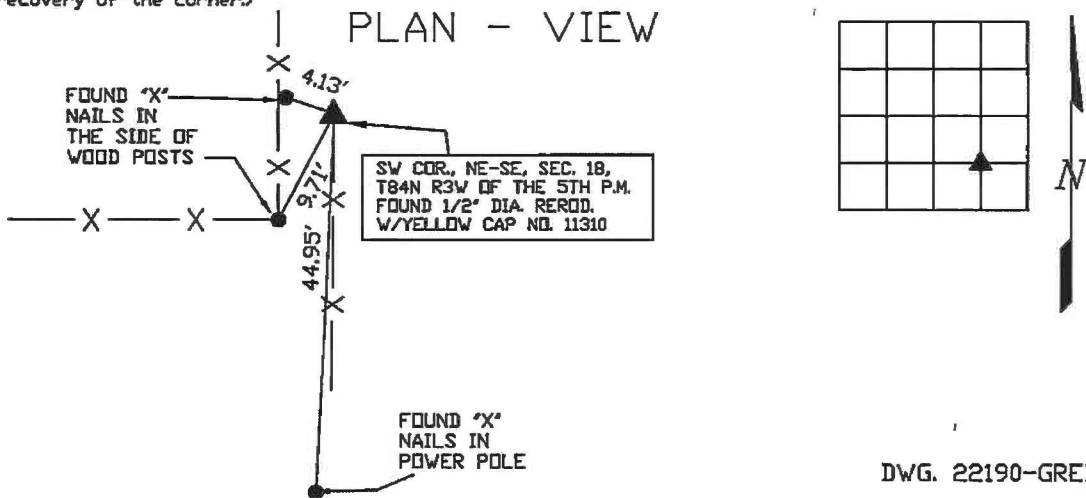 recovery of the corner.)
PLAN - VIEW
4.13'
FOUND "X"
NAILS IN
THE SIDE OF
WOOD POSTS
SW COR., NE-SE, SEC. 18,
T84N R3W OF THE 5TH P.M.
FOUND 1/2" DIA. REROD.
W/YELLOW CAP NO. 11310
9.71'
44.95'
N
FOUND "X"
NAILS IN
POWER POLE
DWG. 22190-GRE